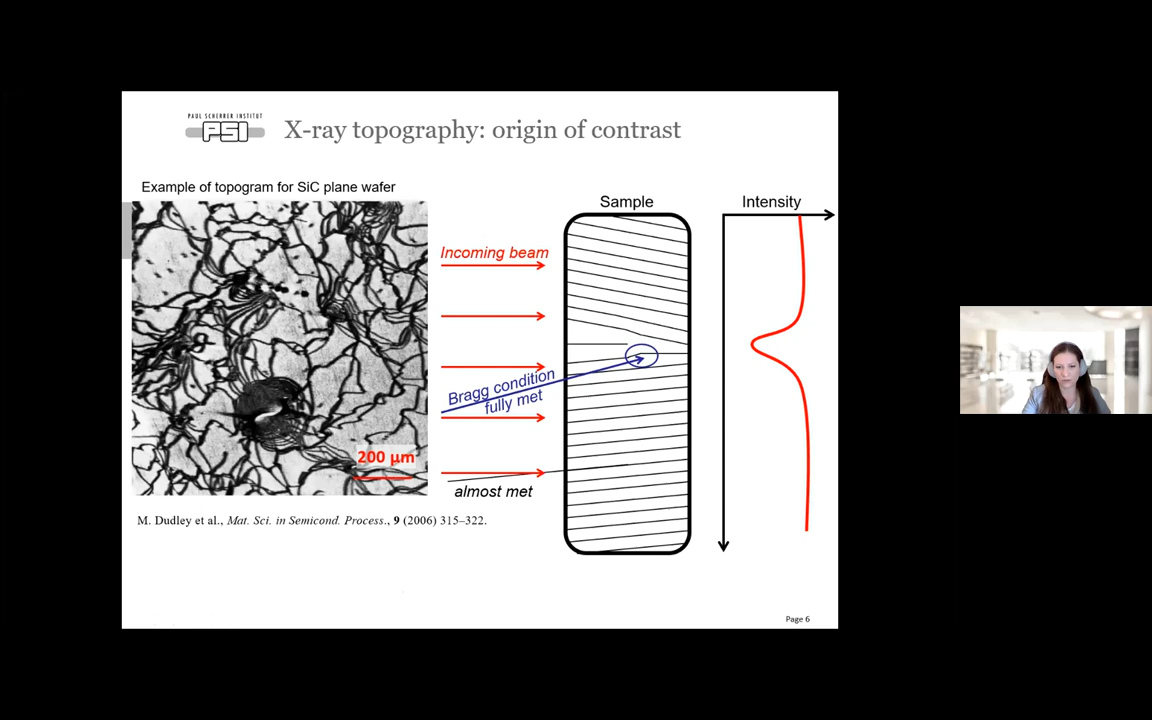 PAUL SCHERRER INSTITUT
PSI
X-ray topography: origin of contrast
Example of topogram for SiC plane wafer
200 µm
M. Dudley et al., Mat. Sci. in Semicond. Process., 9 (2006) 315–322.
Incoming beam
Bragg condition
fully met
almost met
Sample
Intensity
Page 6